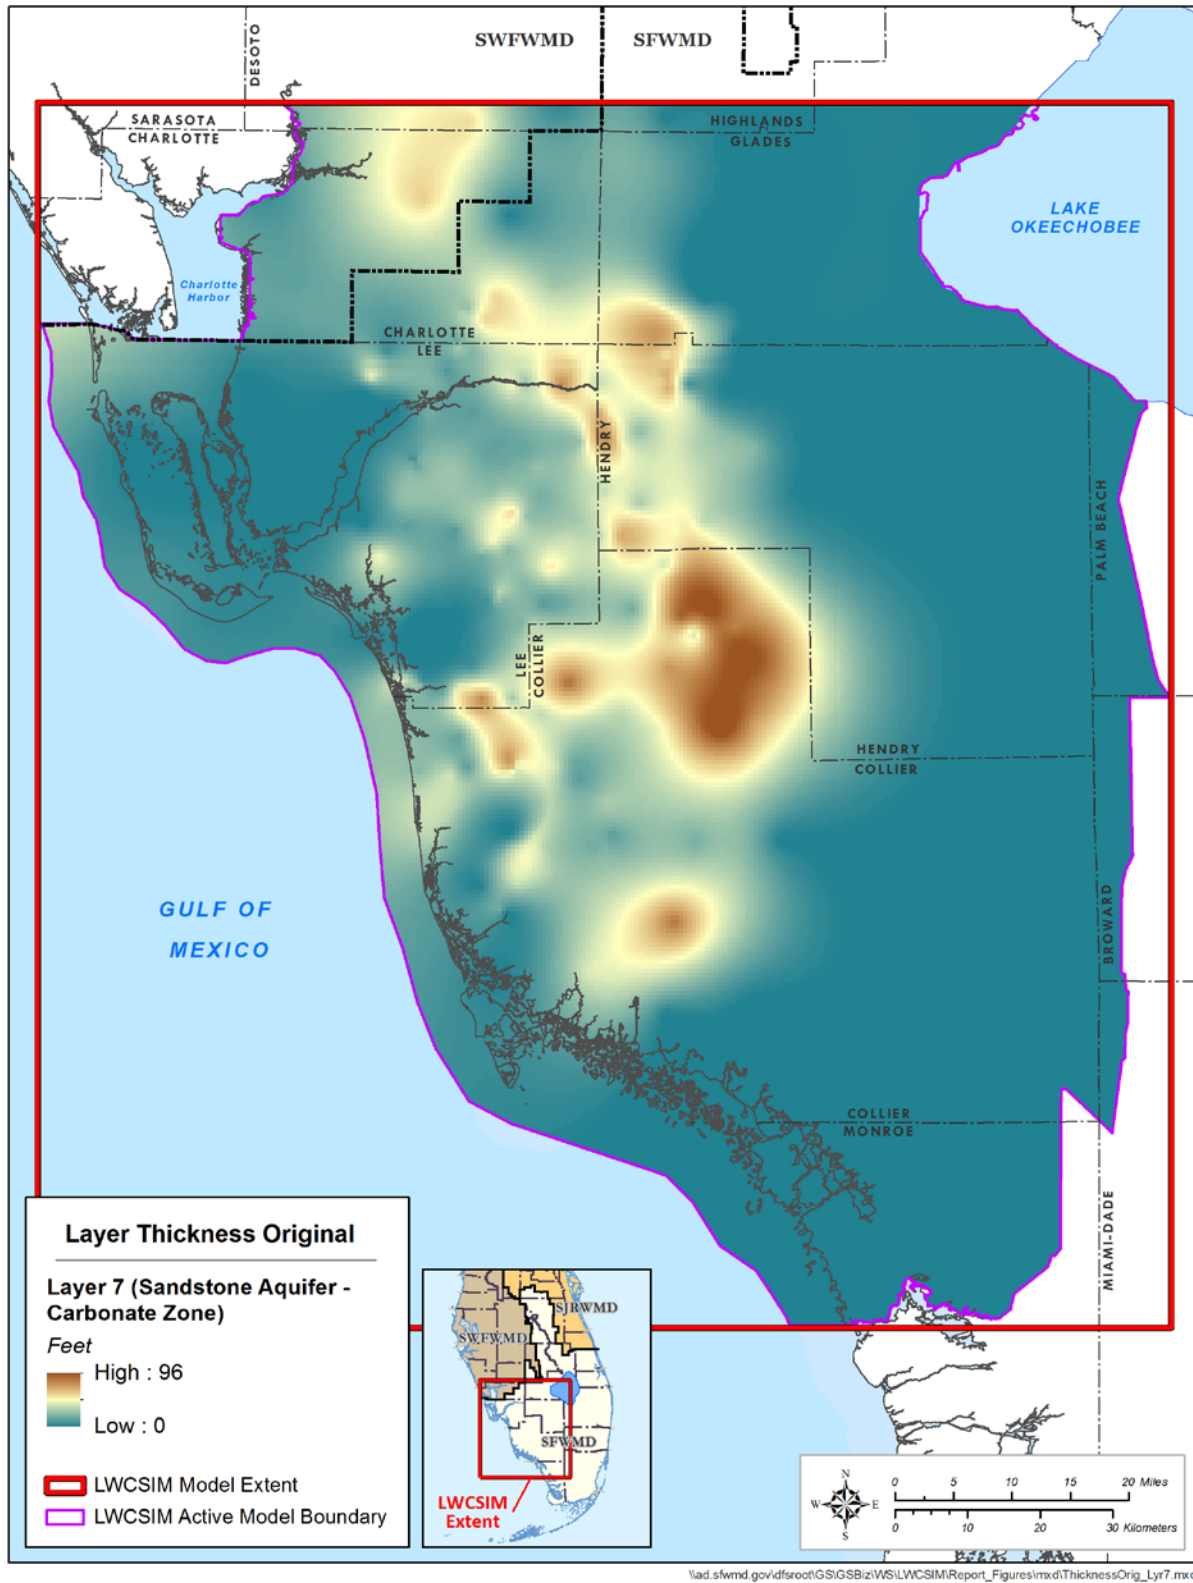 SWFWMD
SFWMD
DESOTO
SARASOTA
CHARLOTTE
HIGHLANDS
GLADES
LAKE
OKEECHOBEE
Charlotte
Harbor
CHARLOTTE
LEE
HENDRY
PALM BEACH
LEE
COLLIER
HENDRY
COLLIER
GULF OF
MEXICO
BROWARD
COLLIER
MONROE
MIAMI-DADE
Layer Thickness Original
Layer 7 (Sandstone Aquifer -
Carbonate Zone)
Feet
High : 96
Low : 0
LWCSIM Model Extent
LWCSIM Active Model Boundary
SJRWMD
SWFWMD
SFWMD
LWCSIM
Extent
N
W E
S
0 5 10 15 20 Miles
0 10 20 30 Kilometers
\\ad.sfwmd.gov\dfsroot\GS\GSBiz\WS\LWCSIM\Report_Figures\mxd\ThicknessOrig_Lyr7.mxd